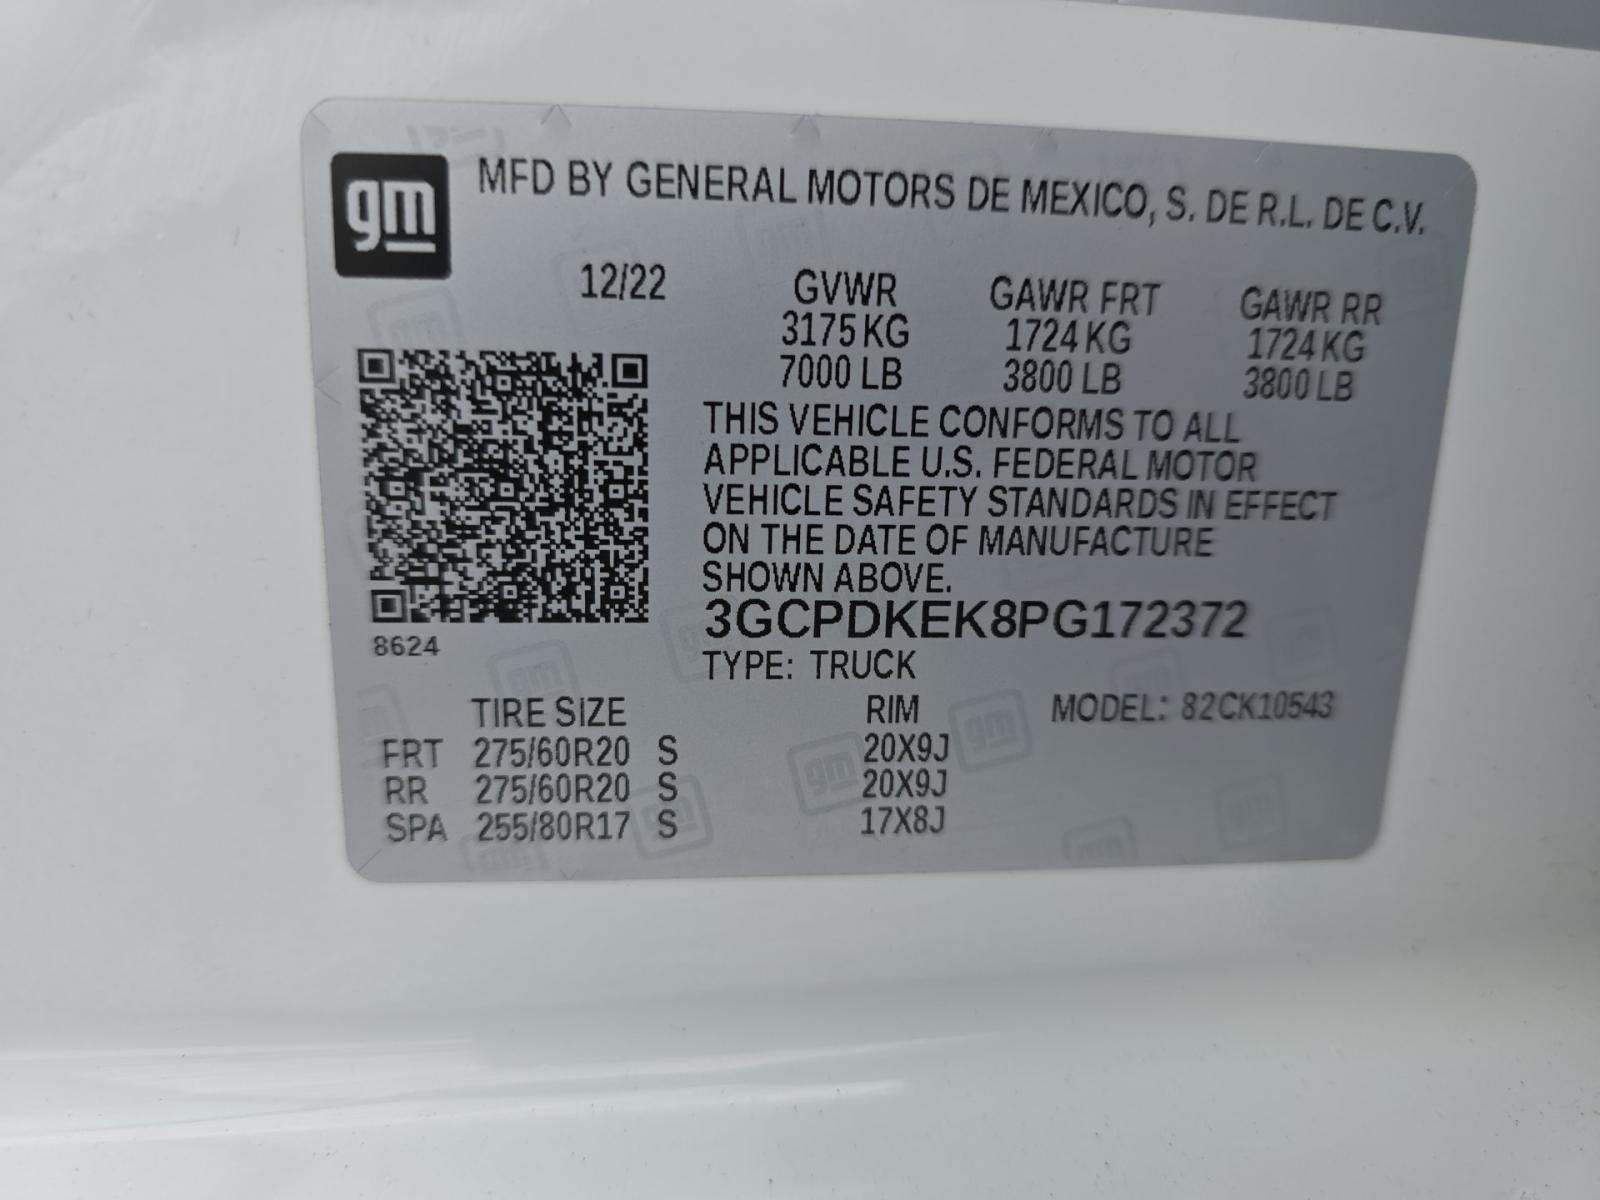 gm
MFD BY GENERAL MOTORS DE MEXICO, S. DE R.L. DE C.V.
12/22 GVWR GAWR FRT GAWR RR
3175 KG 1724 KG 1724 KG
7000 LB 3800 LB 3800 LB
THIS VEHICLE CONFORMS TO ALL
APPLICABLE U.S. FEDERAL MOTOR
VEHICLE SAFETY STANDARDS IN EFFECT
ON THE DATE OF MANUFACTURE
SHOWN ABOVE.
3GCPDKEK8PG172372
8624
TYPE: TRUCK
TIRE SIZE RIM MODEL: 82CK10543
FRT 275/60R20 S 20X9J
RR 275/60R20 S 20X9J
SPA 255/80R17 S 17X8J